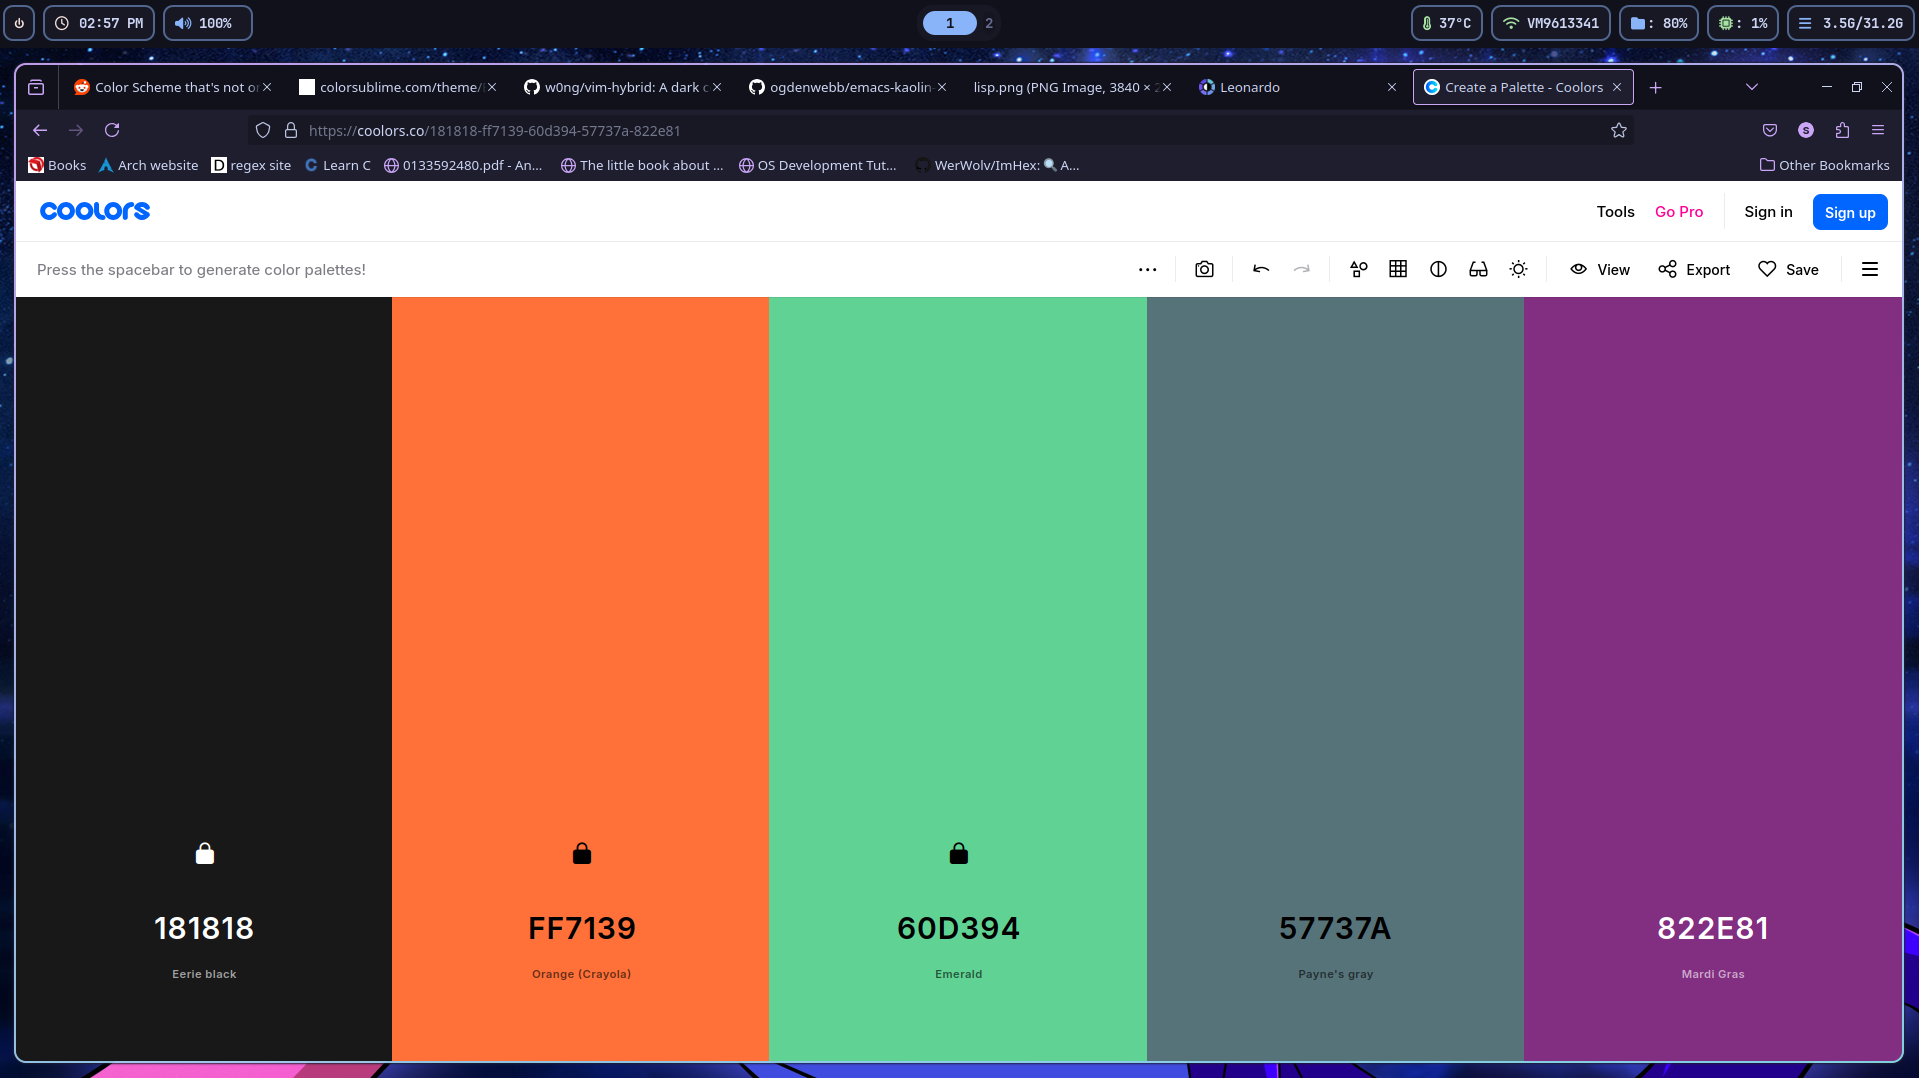 02:57 PM 100% 1 2 37°C VM9613341 : 80% : 1% 3.5G/31.2G
Color Scheme that's not o colorsublime.com/theme/ w0ng/vim-hybrid: A dark c ogdenwebb/emacs-kaolin- lisp.png (PNG Image, 3840 × 2 Leonardo Create a Palette - Coolors
https://coolors.co/181818-ff7139-60d394-57737a-822e81 S
Books Arch website D regex site C Learn C 0133592480.pdf - An... The little book about ... OS Development Tut... WerWolv/ImHex: 🔍 A... Other Bookmarks
coolors Tools Go Pro Sign in Sign up
Press the spacebar to generate color palettes! View Export Save
181818 FF7139 60D394 57737A 822E81
Eerie black Orange (Crayola) Emerald Payne's gray Mardi Gras